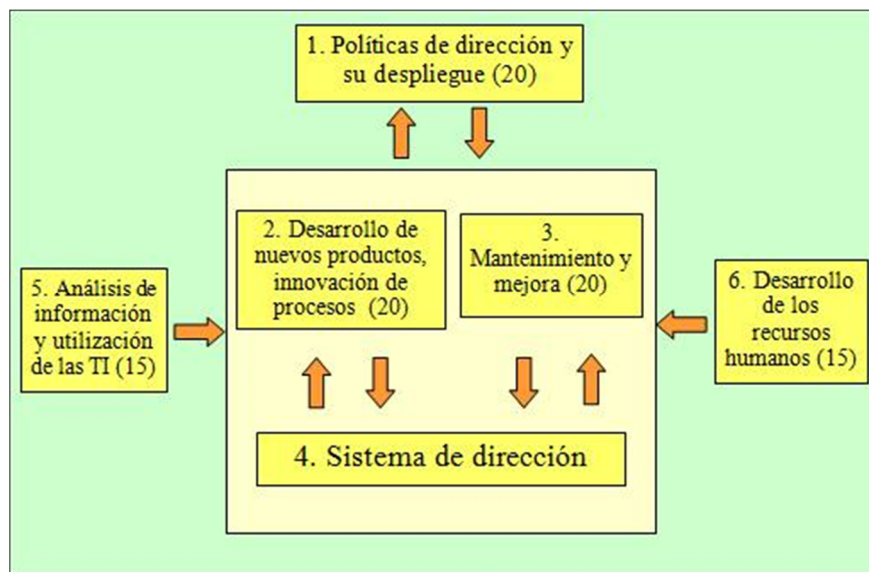 1. Políticas de dirección y
su despliegue (20)
2. Desarrollo de
nuevos productos,
innovación de
procesos (20)
3.
Mantenimiento y
mejora (20)
5. Análisis de
información
y utilización
de las TI (15)
6. Desarrollo
de los
recursos
humanos (15)
4. Sistema de dirección